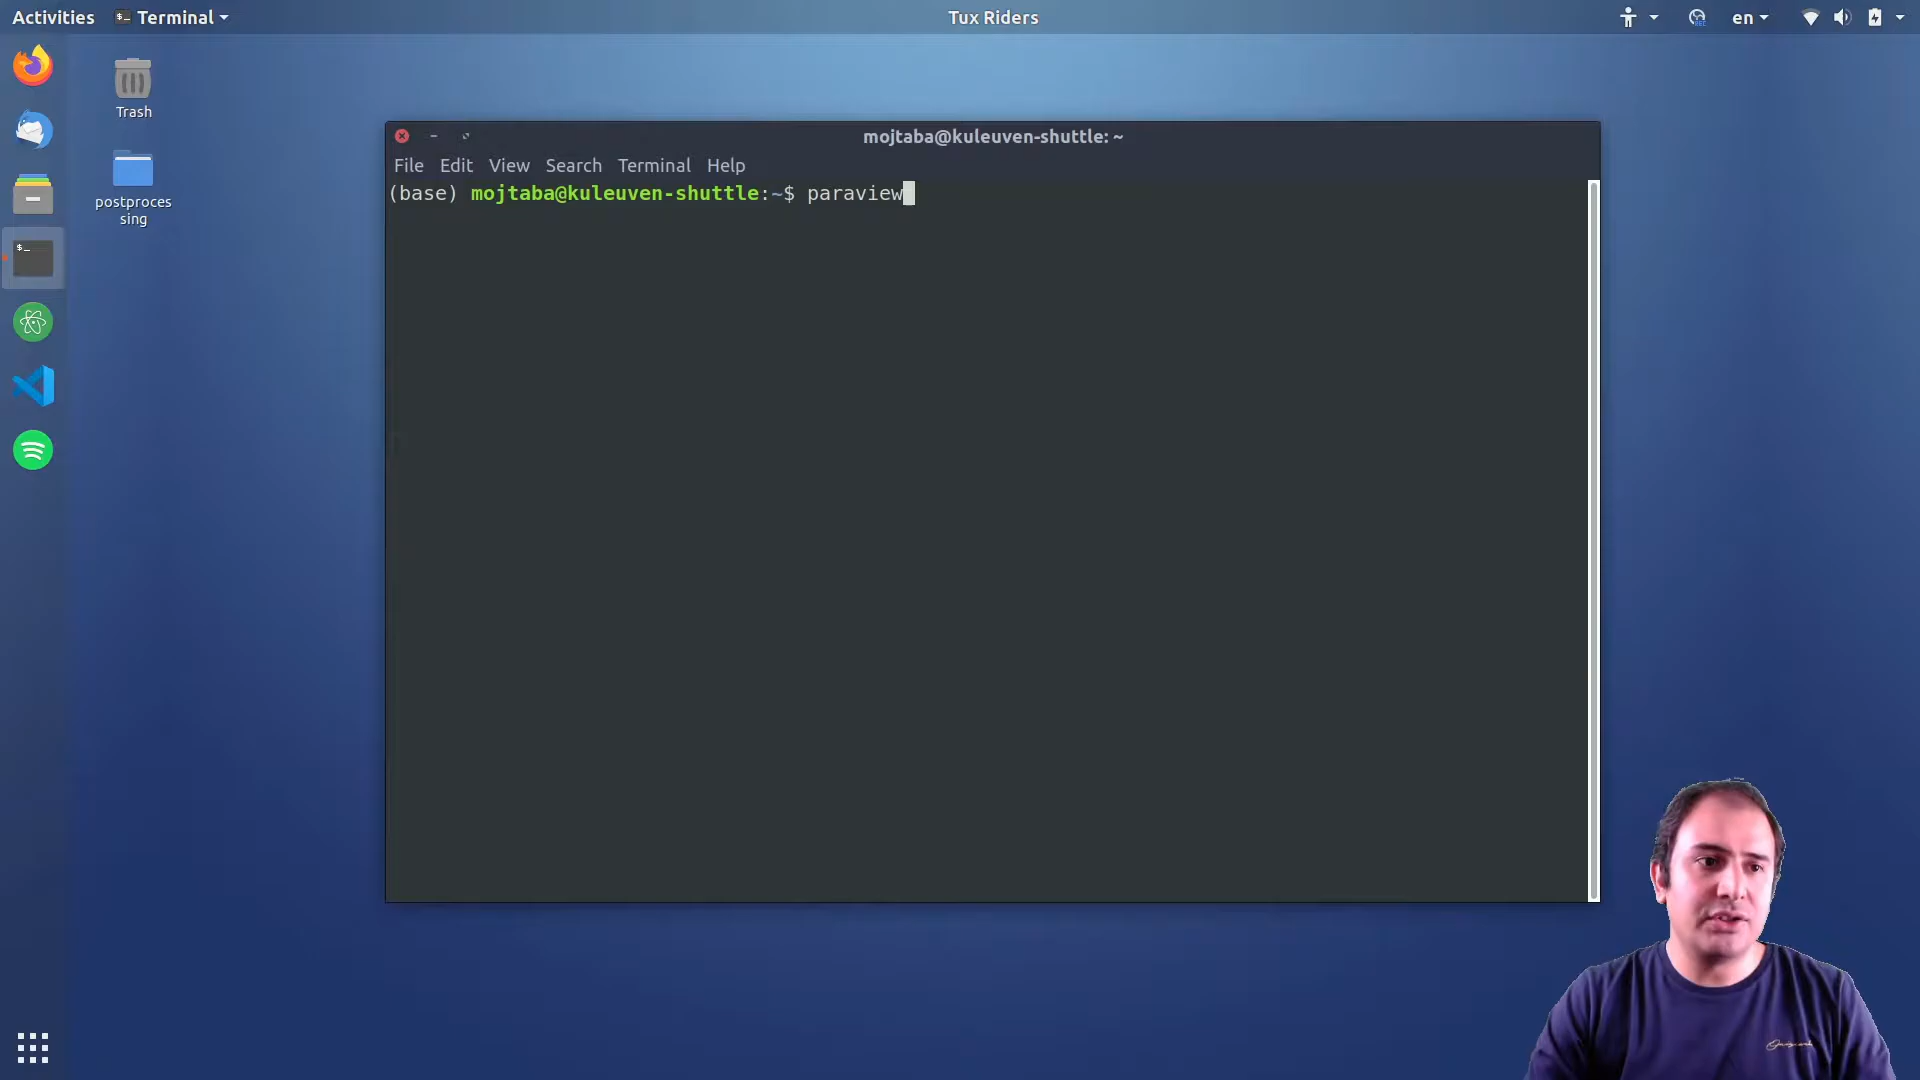 Activities
Terminal
Tux Riders
en
Trash
postproces
sing
mojtaba@kuleuven-shuttle: ~
File Edit View Search Terminal Help
(base) mojtaba@kuleuven-shuttle:~$ paraview
$_